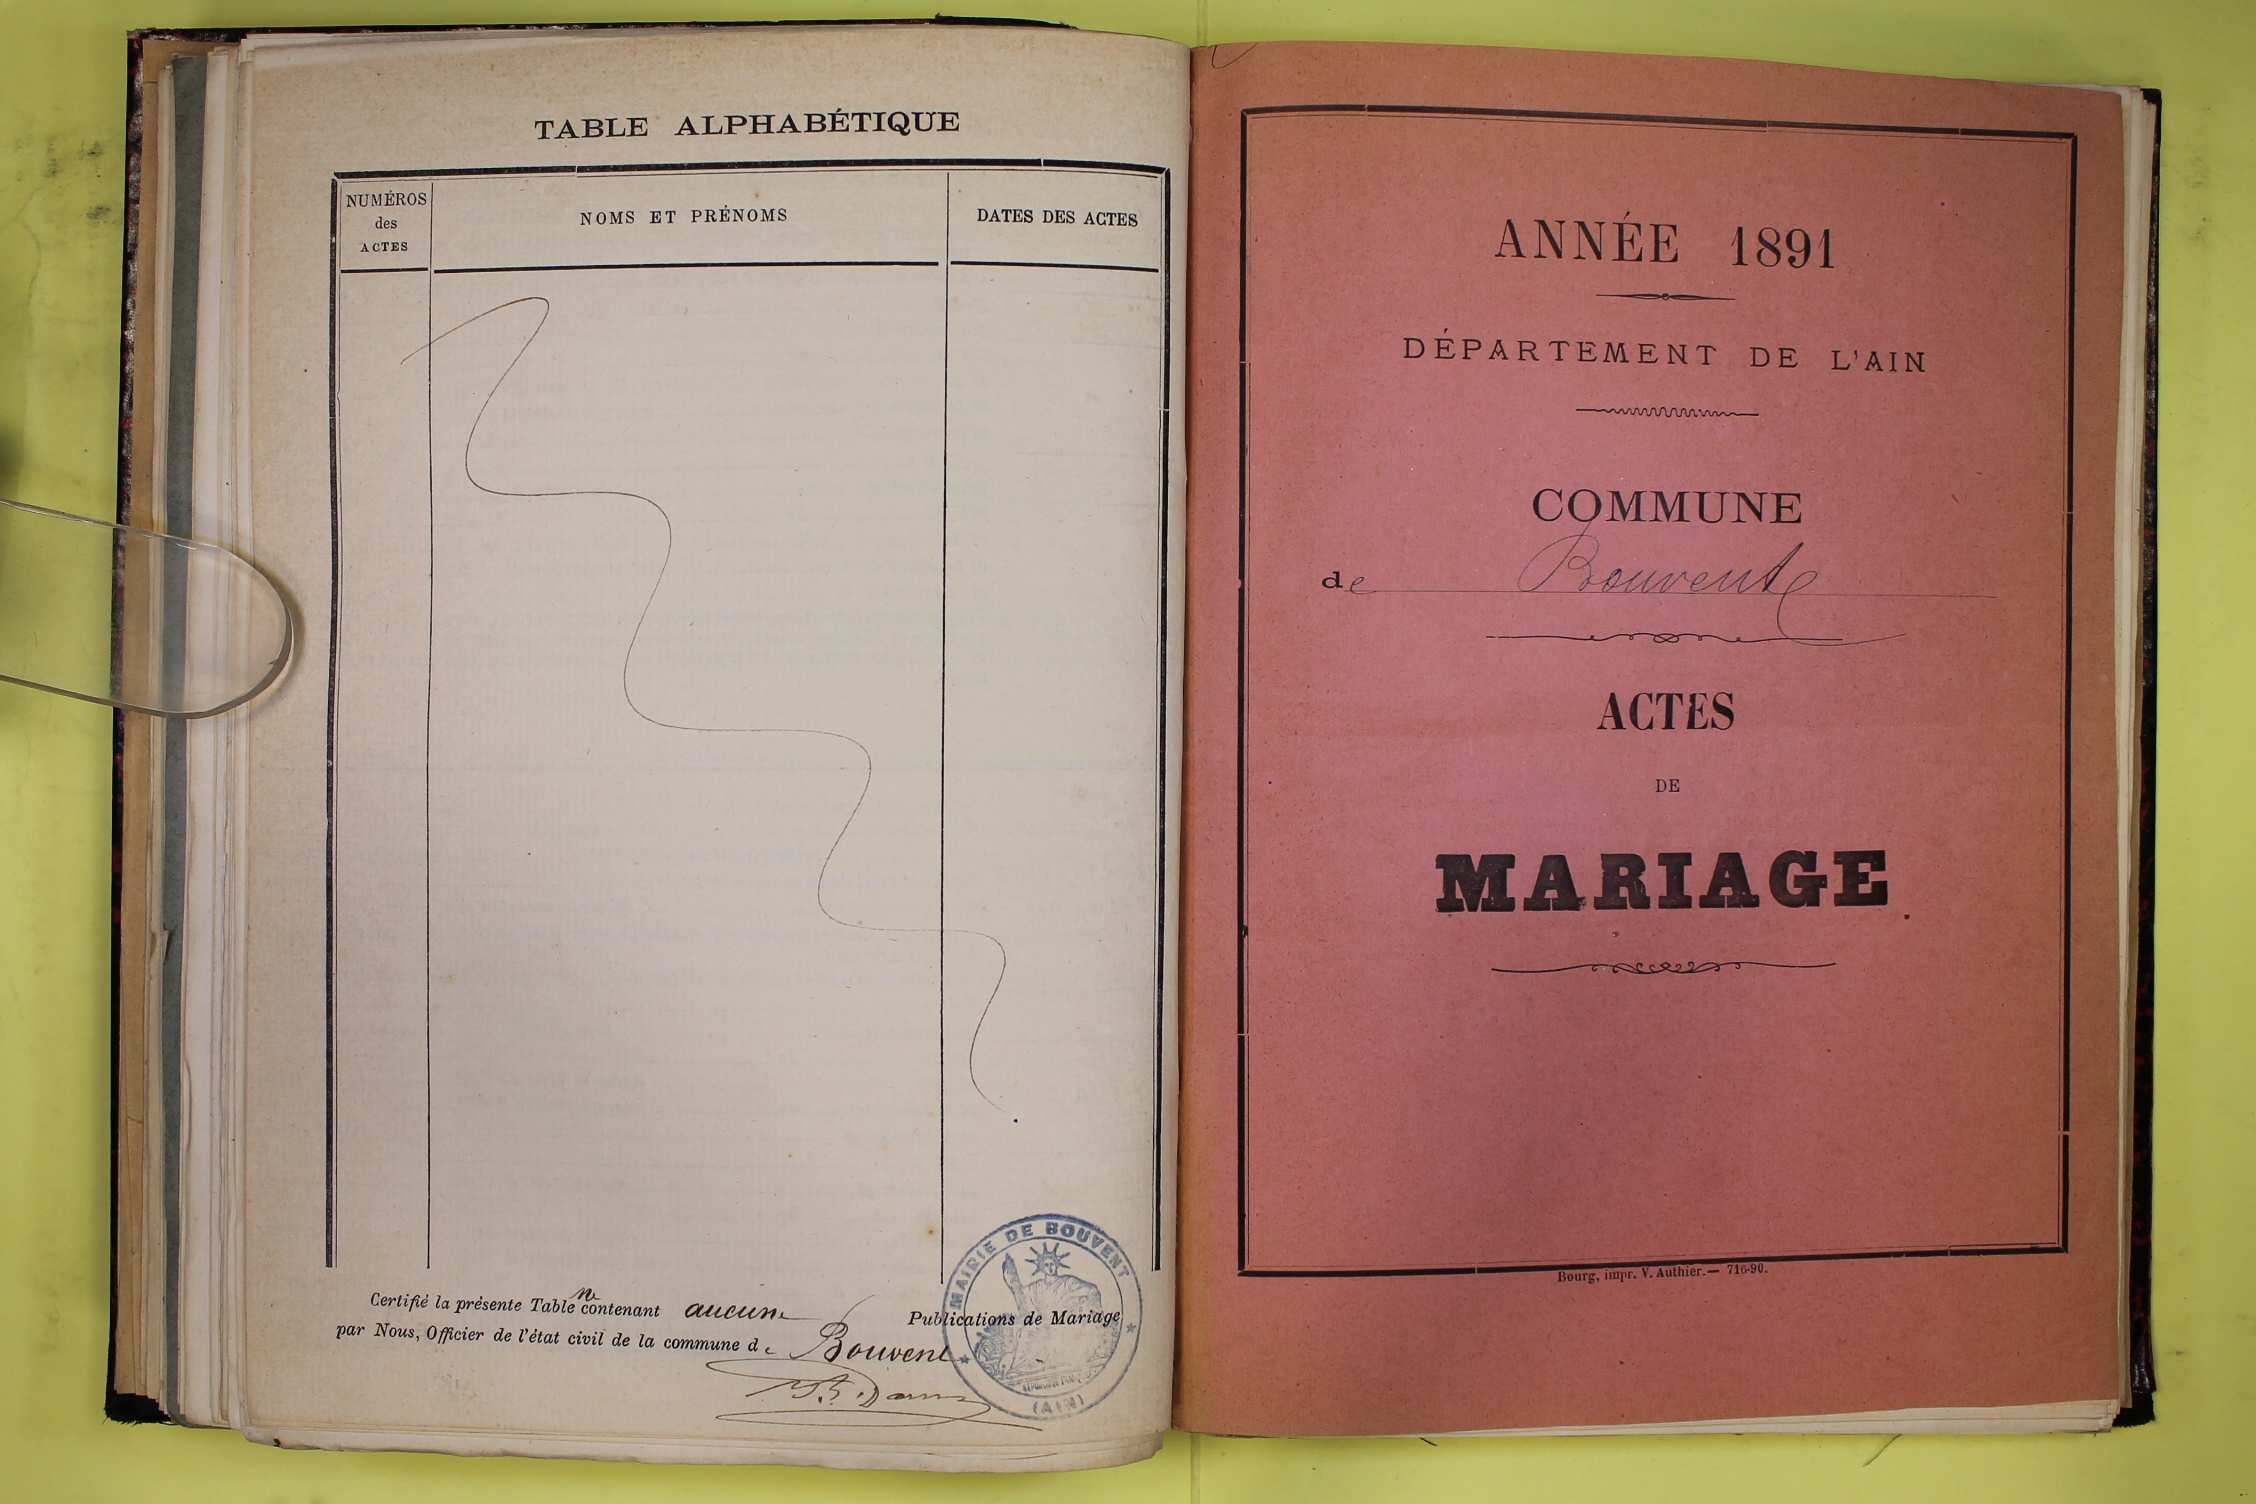 TABLE ALPHABÉTIQUE
NUMÉROS
des
ACTES
NOMS ET PRÉNOMS
DATES DES ACTES
Certifié la présente Table ne contenant aucune Publications de Mariage
par Nous, Officier de l'état civil de la commune de Bouvent
MAIRIE DE BOUVENT
(AIN)
ANNÉE 1891
DÉPARTEMENT DE L'AIN
COMMUNE
de Bouvent
ACTES
DE
MARIAGE
Bourg, impr. V. Authier. — 716-90.